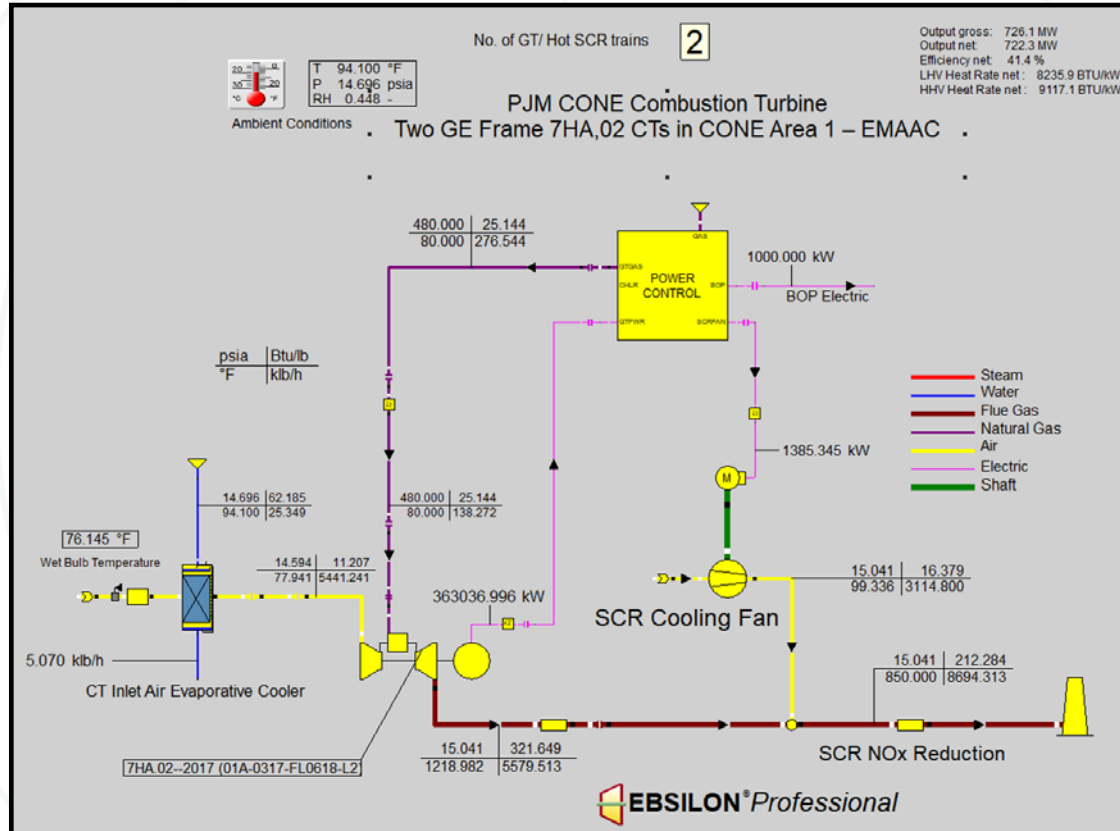 No. of GT/ Hot SCR trains 2
Output gross: 726.1 MW
Output net: 722.3 MW
Efficiency net: 41.4 %
LHV Heat Rate net : 8235.9 BTU/kW
HHV Heat Rate net : 9117.1 BTU/kW
T 94.100 °F
P 14.696 psia
RH 0.448 -
Ambient Conditions
PJM CONE Combustion Turbine
Two GE Frame 7HA,02 CTs in CONE Area 1 – EMAAC
480.000 25.144
80.000 276.544
GAS
GTGAS
POWER
CONTROL
CHLR
BOP
GTPWR
SCRFAN
1000.000 kW
BOP Electric
psia Btu/lb
°F klb/h
Steam
Water
Flue Gas
Natural Gas
Air
Electric
Shaft
1385.345 kW
M
14.696 62.185
94.100 25.349
480.000 25.144
80.000 138.272
76.145 °F
Wet Bulb Temperature
14.594 11.207
77.941 5441.241
15.041 16.379
99.336 3114.800
363036.996 kW
SCR Cooling Fan
5.070 klb/h
CT Inlet Air Evaporative Cooler
15.041 212.284
850.000 8694.313
15.041 321.649
1218.982 5579.513
SCR NOx Reduction
7HA.02--2017 (01A-0317-FL0618-L2)
EBSILON®Professional